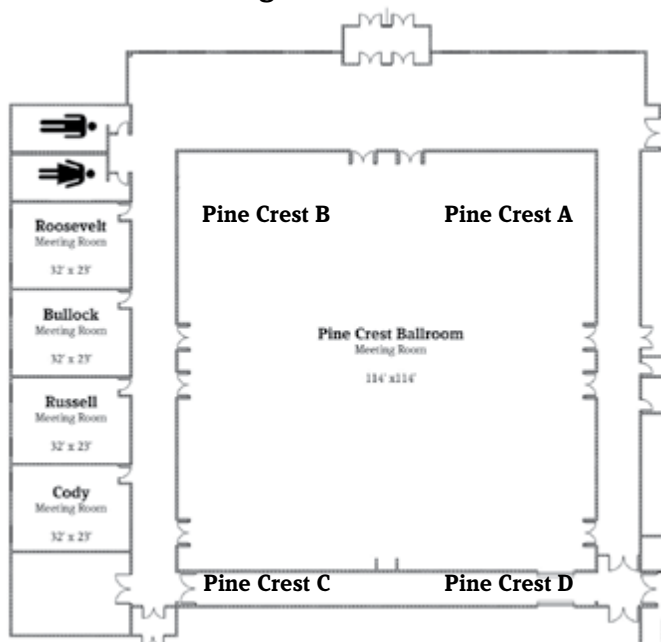 Pine Crest B
Pine Crest A
Roosevelt
Meeting Room
32' x 23'
Bullock
Meeting Room
32' x 23'
Pine Crest Ballroom
Meeting Room
114' x114'
Russell
Meeting Room
32' x 23'
Cody
Meeting Room
32' x 23'
Pine Crest C
Pine Crest D